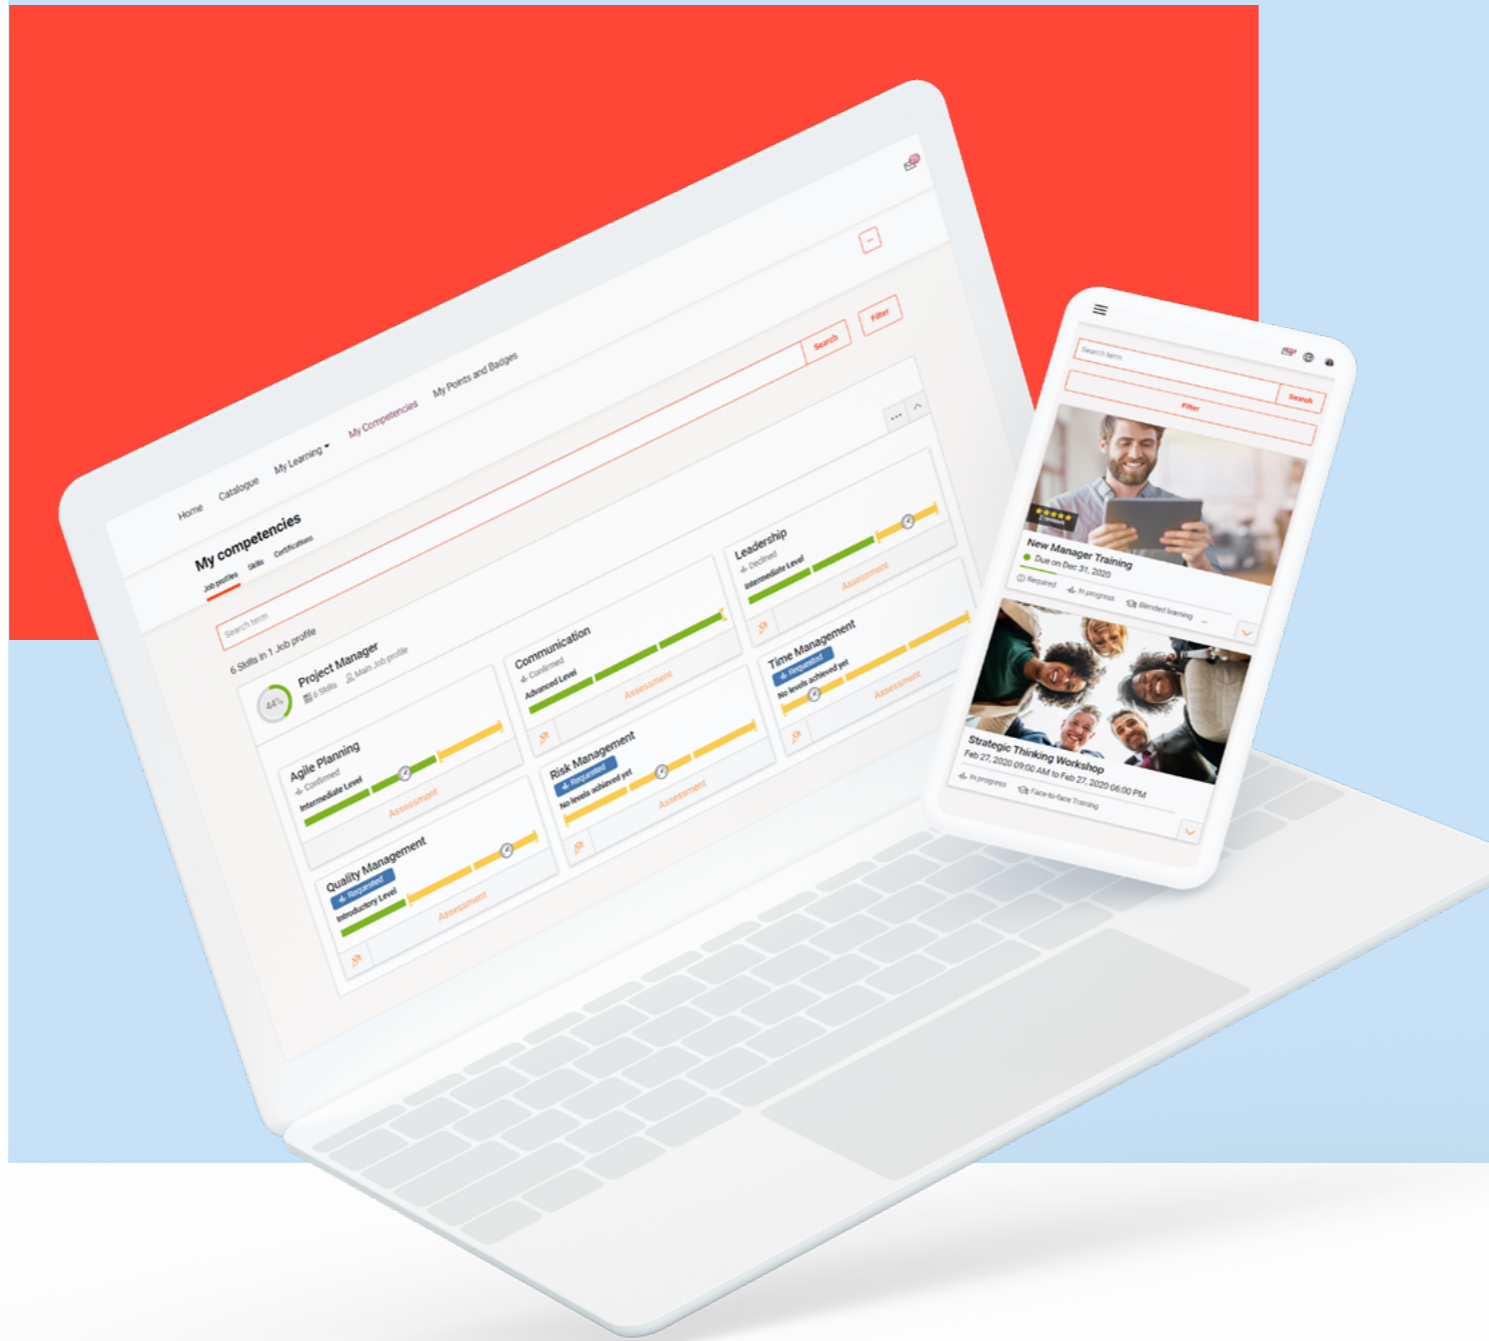 Home Catalogue My Learning My Competencies My Points and Badges
My competencies
Job profiles Skills Certifications
Search term Search Filter
6 Skills in 1 Job profile
44% Project Manager
6 Skills Main Job profile
Agile Planning
Confirmed
Intermediate Level
Assessment
Communication
Confirmed
Advanced Level
Assessment
Leadership
Declined
Intermediate Level
Assessment
Quality Management
Requested
Introductory Level
Assessment
Risk Management
Requested
No levels achieved yet
Assessment
Time Management
Requested
No levels achieved yet
Assessment
Search term Search
Filter
2 reviews
New Manager Training
Due on Dec 31, 2020
Required In progress Blended learning
Strategic Thinking Workshop
Feb 27, 2020 09:00 AM to Feb 27, 2020 06:00 PM
In progress Face-to-face Training